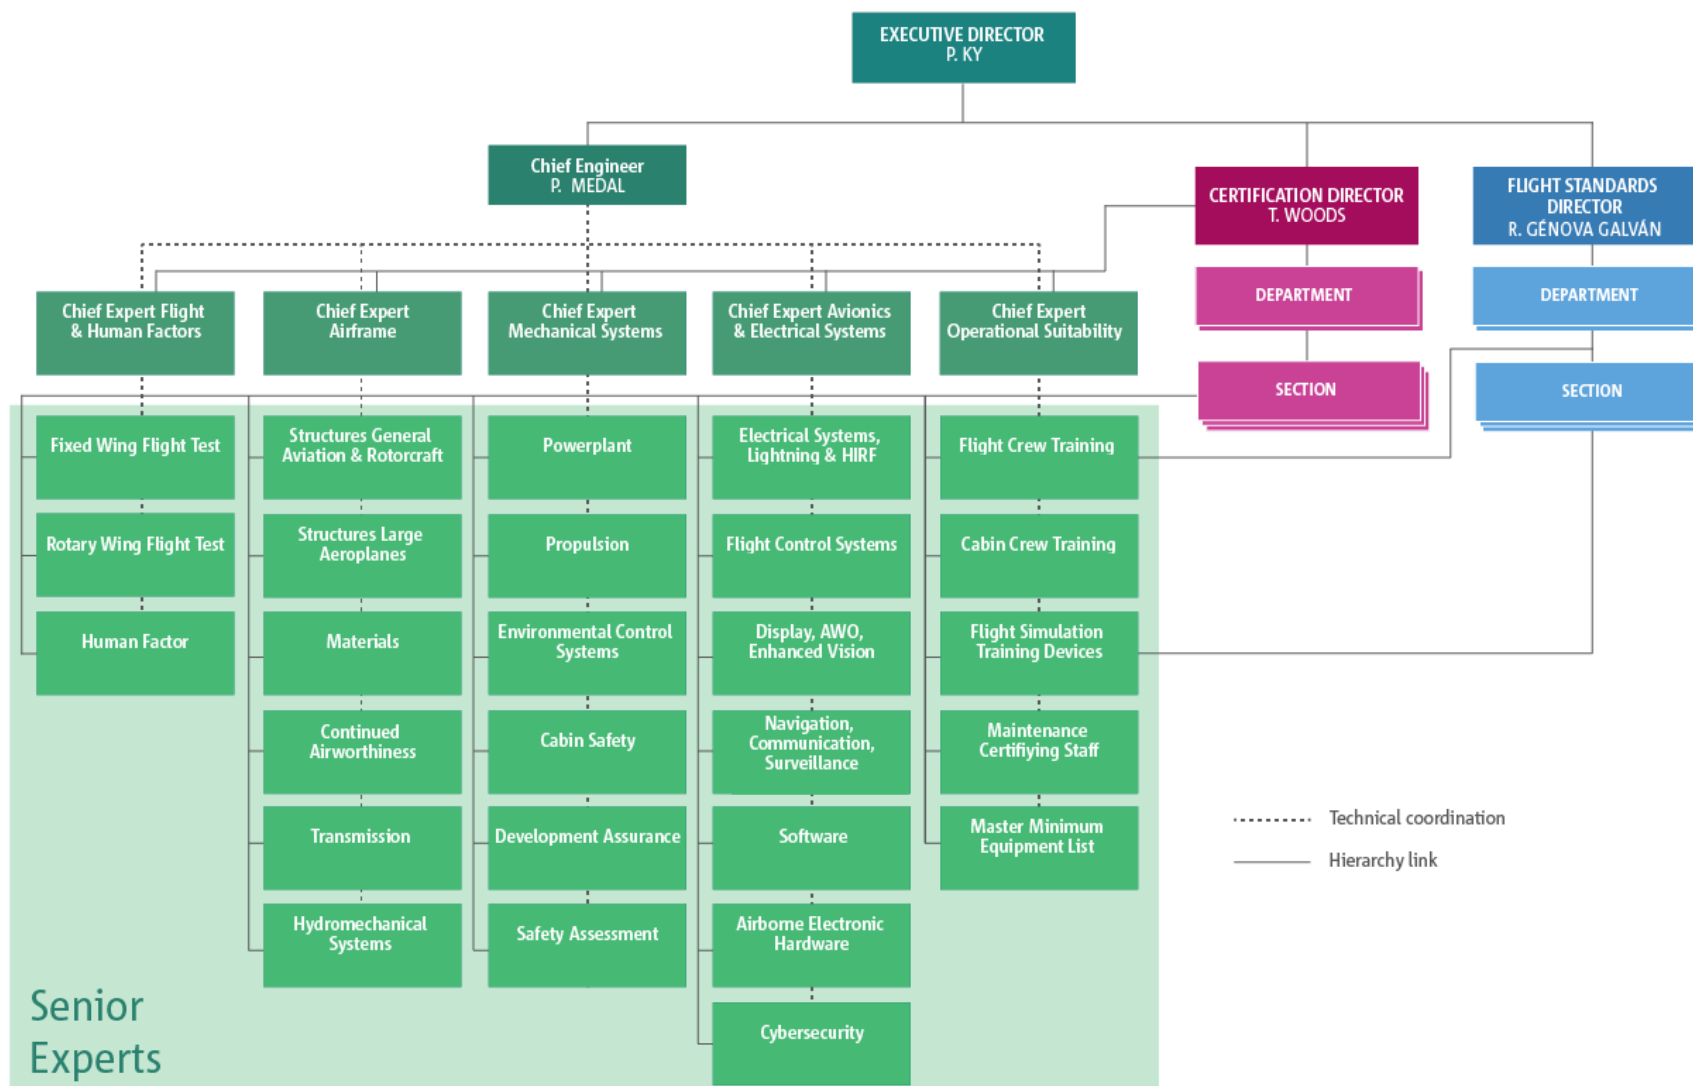 EXECUTIVE DIRECTOR
P. KY
Chief Engineer
P. MEDAL
CERTIFICATION DIRECTOR
T. WOODS
FLIGHT STANDARDS
DIRECTOR
R. GÉNOVA GALVÁN
DEPARTMENT
DEPARTMENT
SECTION
SECTION
Chief Expert Flight
& Human Factors
Chief Expert
Airframe
Chief Expert
Mechanical Systems
Chief Expert Avionics
& Electrical Systems
Chief Expert
Operational Suitability
Fixed Wing Flight Test
Rotary Wing Flight Test
Human Factor
Structures General
Aviation & Rotorcraft
Structures Large
Aeroplanes
Materials
Continued
Airworthiness
Transmission
Hydromechanical
Systems
Powerplant
Propulsion
Environmental Control
Systems
Cabin Safety
Development Assurance
Safety Assessment
Electrical Systems,
Lightning & HIRF
Flight Control Systems
Display, AWO,
Enhanced Vision
Navigation,
Communication,
Surveillance
Software
Airborne Electronic
Hardware
Cybersecurity
Flight Crew Training
Cabin Crew Training
Flight Simulation
Training Devices
Maintenance
Certifiying Staff
Master Minimum
Equipment List
Technical coordination
Hierarchy link
Senior
Experts